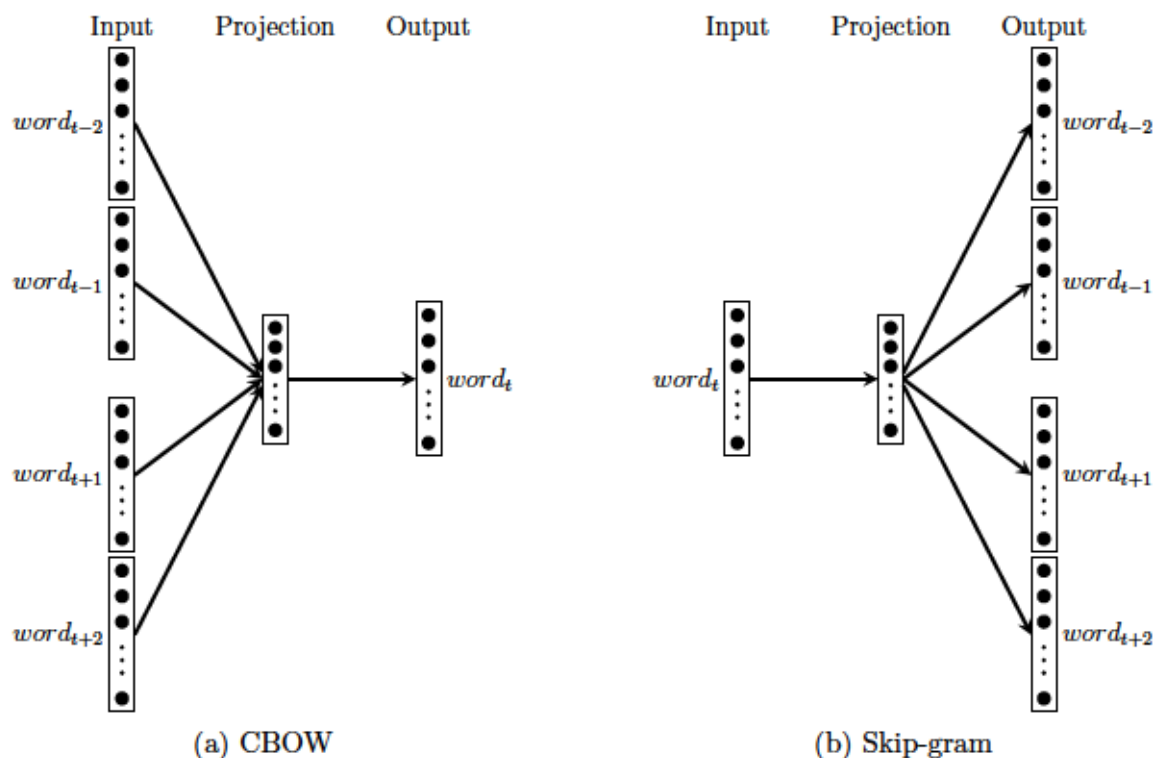 Input Projection Output
word_{t-2}
word_{t-1}
word_t
word_{t+1}
word_{t+2}
(a) CBOW
Input Projection Output
word_{t-2}
word_{t-1}
word_t
word_{t+1}
word_{t+2}
(b) Skip-gram